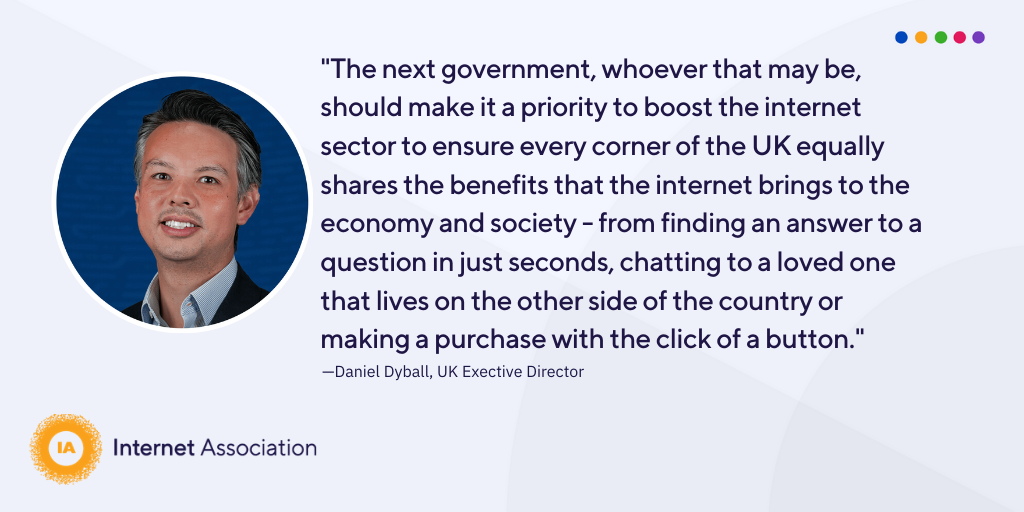 "The next government, whoever that may be,
should make it a priority to boost the internet
sector to ensure every corner of the UK equally
shares the benefits that the internet brings to the
economy and society – from finding an answer to a
question in just seconds, chatting to a loved one
that lives on the other side of the country or
making a purchase with the click of a button."
—Daniel Dyball, UK Exective Director
IA
Internet Association